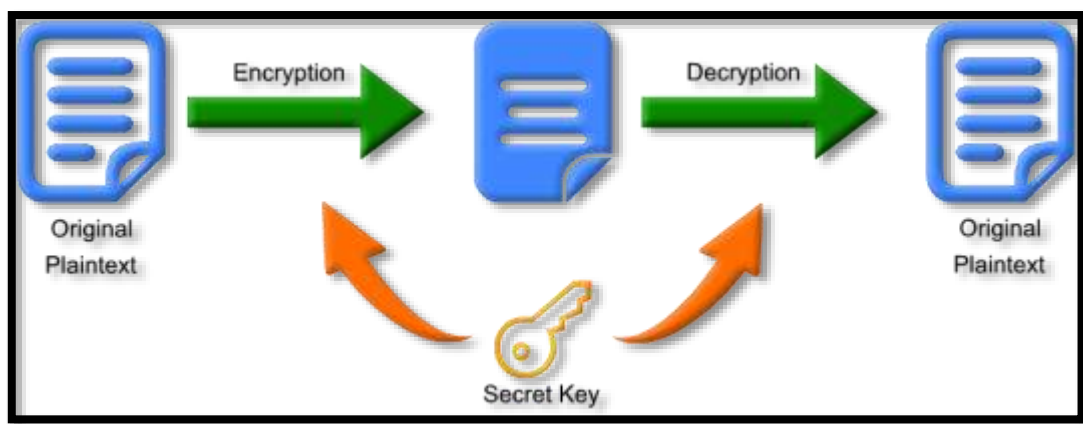 Encryption
Decryption
Original
Plaintext
Original
Plaintext
Secret Key